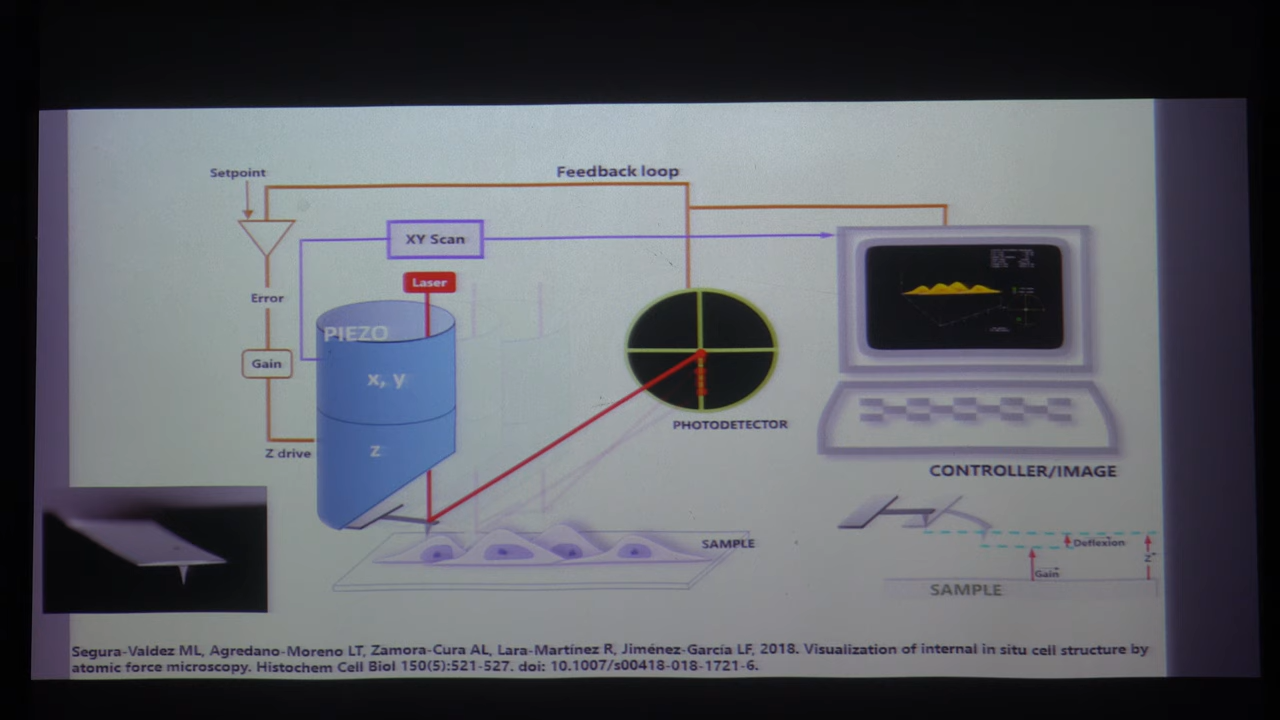 Setpoint
Feedback loop
XY Scan
Laser
Error
PIEZO
Gain
x, y
z
Z drive
PHOTODETECTOR
CONTROLLER/IMAGE
SAMPLE
Deflexion
Gain
SAMPLE
Segura-Valdez ML, Agredano-Moreno LT, Zamora-Cura AL, Lara-Martínez R, Jiménez-García LF, 2018. Visualization of internal in situ cell structure by
atomic force microscopy. Histochem Cell Biol 150(5):521-527. doi: 10.1007/s00418-018-1721-6.